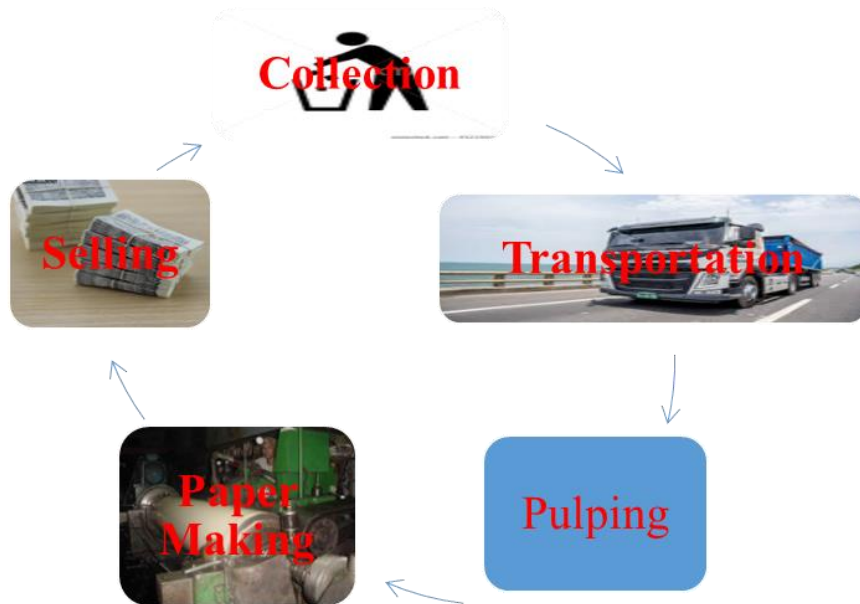 Collection
Transportation
Pulping
Paper
Making
Selling